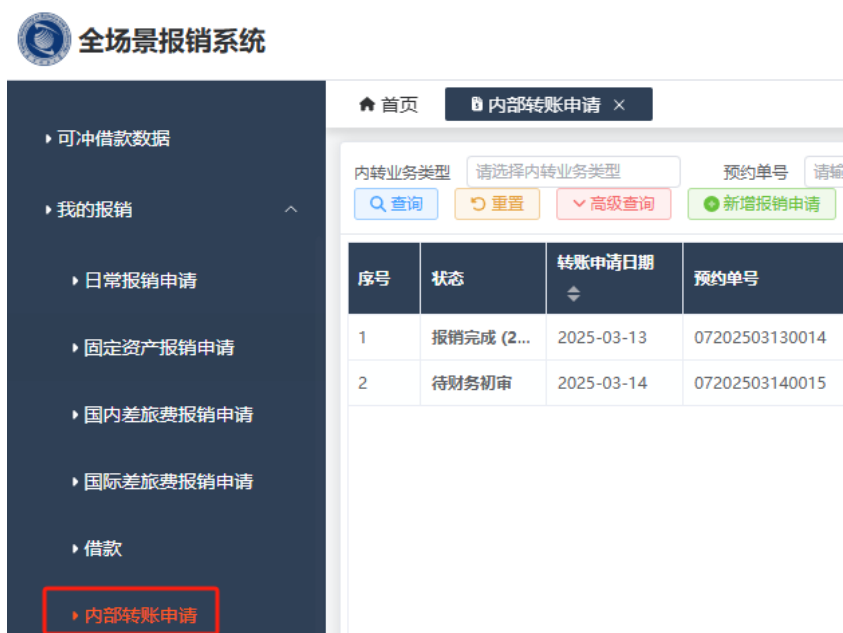 全场景报销系统
可冲借款数据
我的报销
日常报销申请
固定资产报销申请
国内差旅费报销申请
国际差旅费报销申请
借款
内部转账申请
首页 内部转账申请 ×
内转业务类型 请选择内转业务类型 预约单号 请输
查询 重置 高级查询 新增报销申请
序号 状态 转账申请日期 预约单号
1 报销完成 (2... 2025-03-13 07202503130014
2 待财务初审 2025-03-14 07202503140015